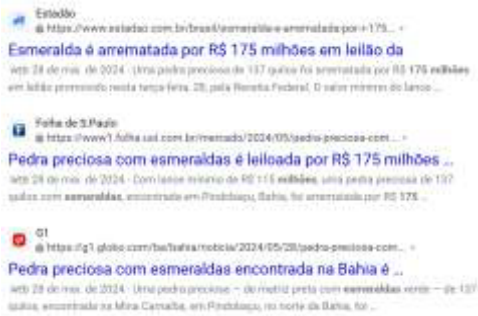 Estadão
https://www.estadao.com.br/brasil/esmeralda-e-arrematada-por-r-175...
Esmeralda é arrematada por R$ 175 milhões em leilão da
28 de mai. de 2024 · Uma pedra preciosa de 137 quilos foi arrematada por R$ 175 milhões
em leilão promovido nesta terça-feira, 28, pela Receita Federal. O valor mínimo do lance ...
Folha de S.Paulo
https://www1.folha.uol.com.br/mercado/2024/05/pedra-preciosa-com...
Pedra preciosa com esmeraldas é leiloada por R$ 175 milhões ...
28 de mai. de 2024 · Com lance mínimo de R$ 115 milhões, uma pedra preciosa de 137
quilos com esmeraldas, encontrada em Pindobaçu, Bahia, foi arrematada por R$ 175 ...
G1
https://g1.globo.com/ba/bahia/noticia/2024/05/28/pedra-preciosa-com...
Pedra preciosa com esmeraldas encontrada na Bahia é ...
28 de mai. de 2024 · Uma pedra preciosa — de matriz preta com esmeraldas verde — de 137
quilos, encontrada na Mina Carnaíba, em Pindobaçu, no norte da Bahia, foi ...